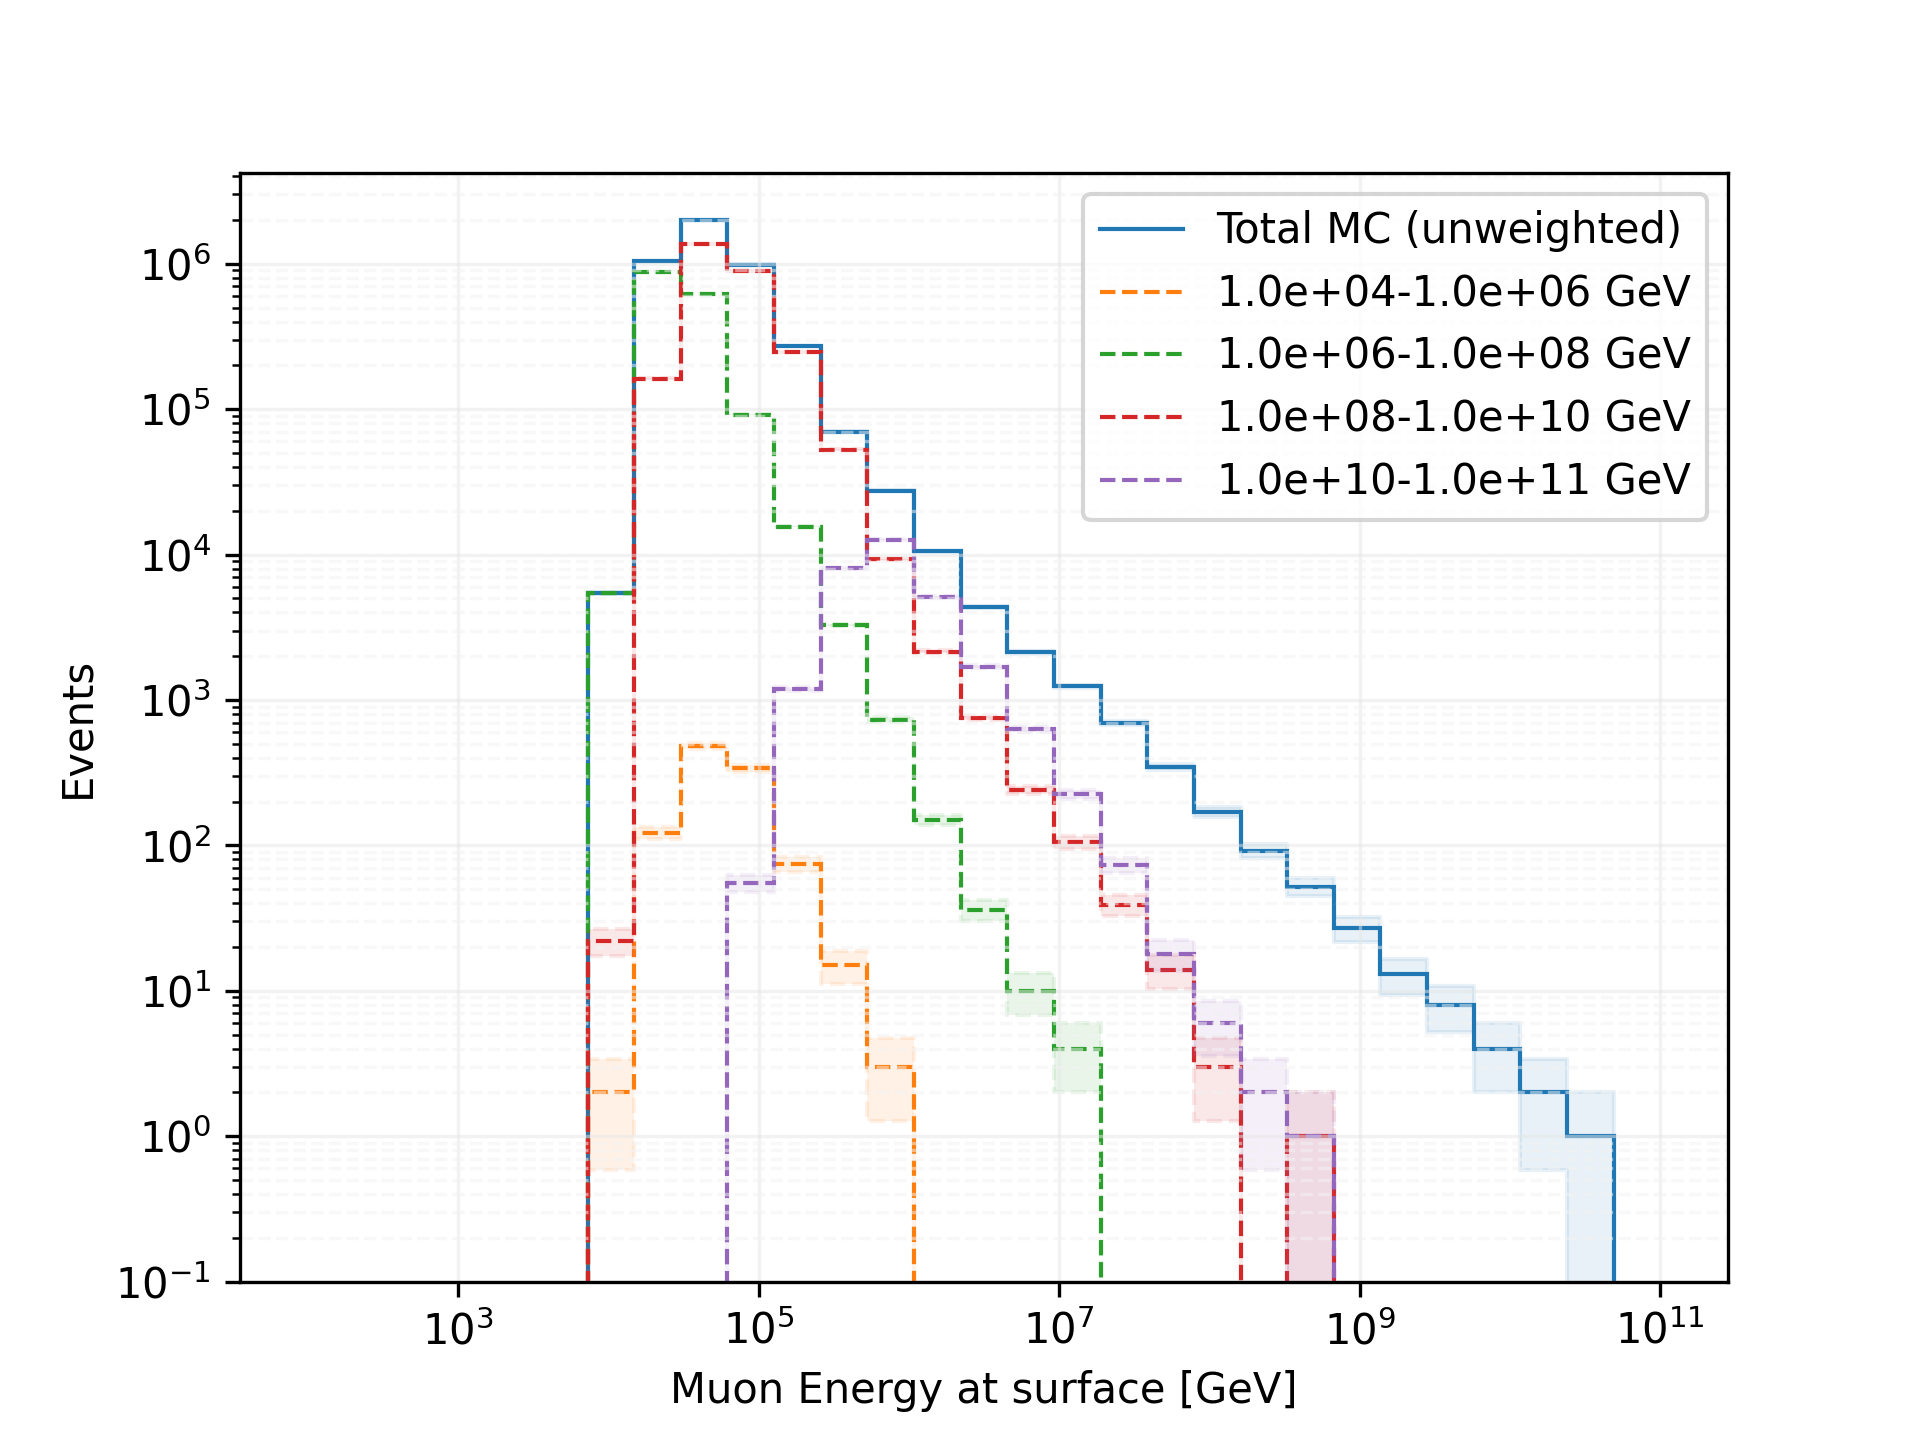 Total MC (unweighted)
1.0e+04-1.0e+06 GeV
1.0e+06-1.0e+08 GeV
1.0e+08-1.0e+10 GeV
1.0e+10-1.0e+11 GeV
10⁶
10⁵
10⁴
10³
10²
10¹
10⁰
10⁻¹
Events
10³ 10⁵ 10⁷ 10⁹ 10¹¹
Muon Energy at surface [GeV]